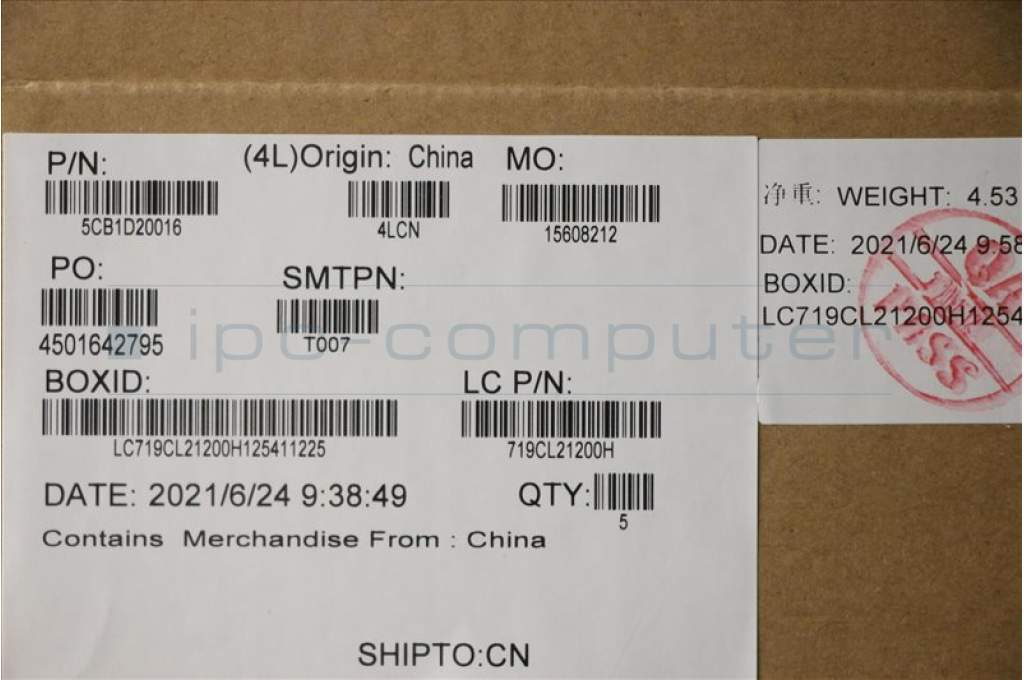 P/N: (4L)Origin: China MO:
5CB1D20016 4LCN 15608212
PO: SMTPN:
4501642795 T007
BOXID: LC P/N:
LC719CL21200H125411225 719CL21200H
DATE: 2021/6/24 9:38:49 QTY:
5
Contains Merchandise From : China
SHIPTO:CN
净重: WEIGHT: 4.53
DATE: 2021/6/24 9:58
BOXID:
LC719CL21200H1254
PASS
ipc-computer